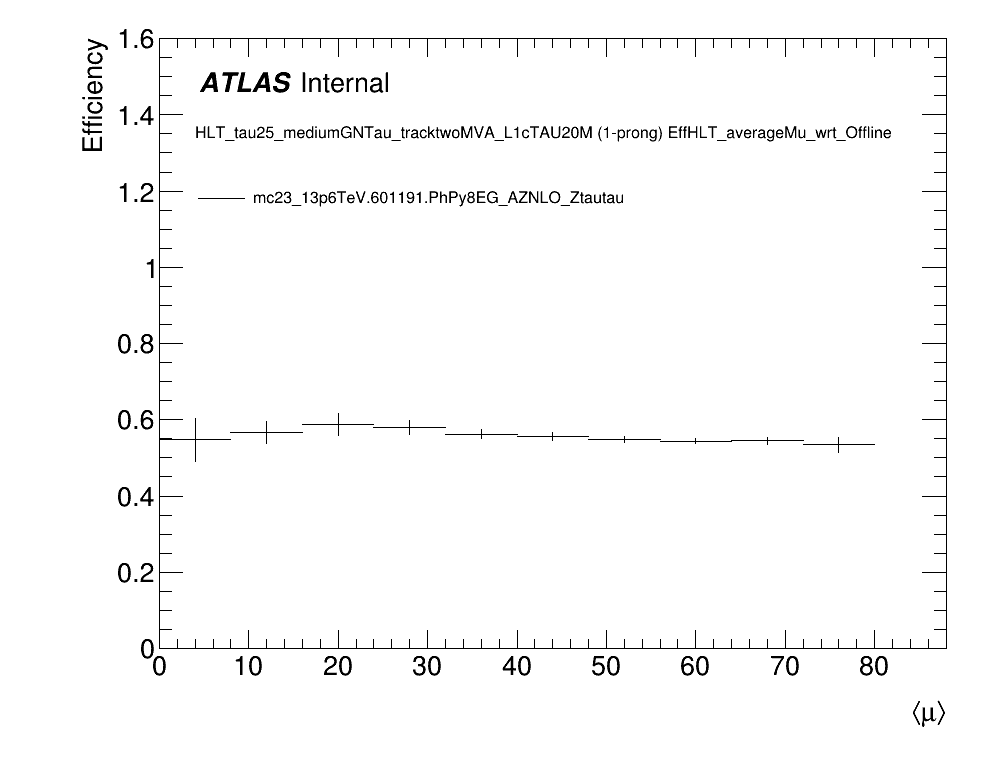 Efficiency
1.6
1.4
1.2
1
0.8
0.6
0.4
0.2
0
ATLAS Internal
HLT_tau25_mediumGNTau_tracktwoMVA_L1cTAU20M (1-prong) EffHLT_averageMu_wrt_Offline
mc23_13p6TeV.601191.PhPy8EG_AZNLO_Ztautau
0 10 20 30 40 50 60 70 80
⟨μ⟩